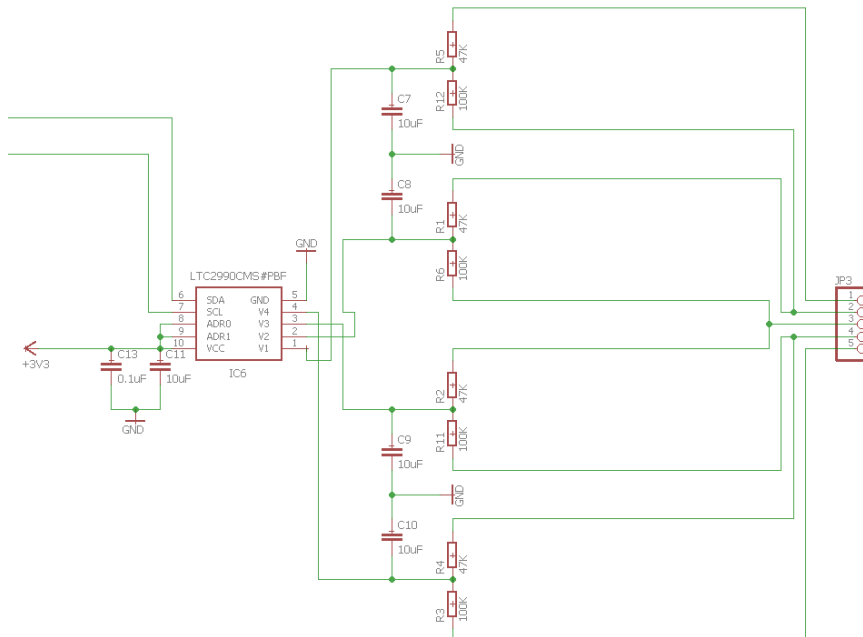 R5
47K
R12
100K
C7
10uF
GND
C8
10uF
R1
47K
R6
100K
GND
LTC2990CMS#PBF
6 SDA GND 5
7 SCL V4 4
8 ADR0 V3 3
9 ADR1 V2 2
10 VCC V1 1
IC6
+3V3
C13
0.1uF
C11
10uF
GND
JP3
1
2
3
4
5
R2
47K
R11
100K
C9
10uF
GND
C10
10uF
R4
47K
R3
100K